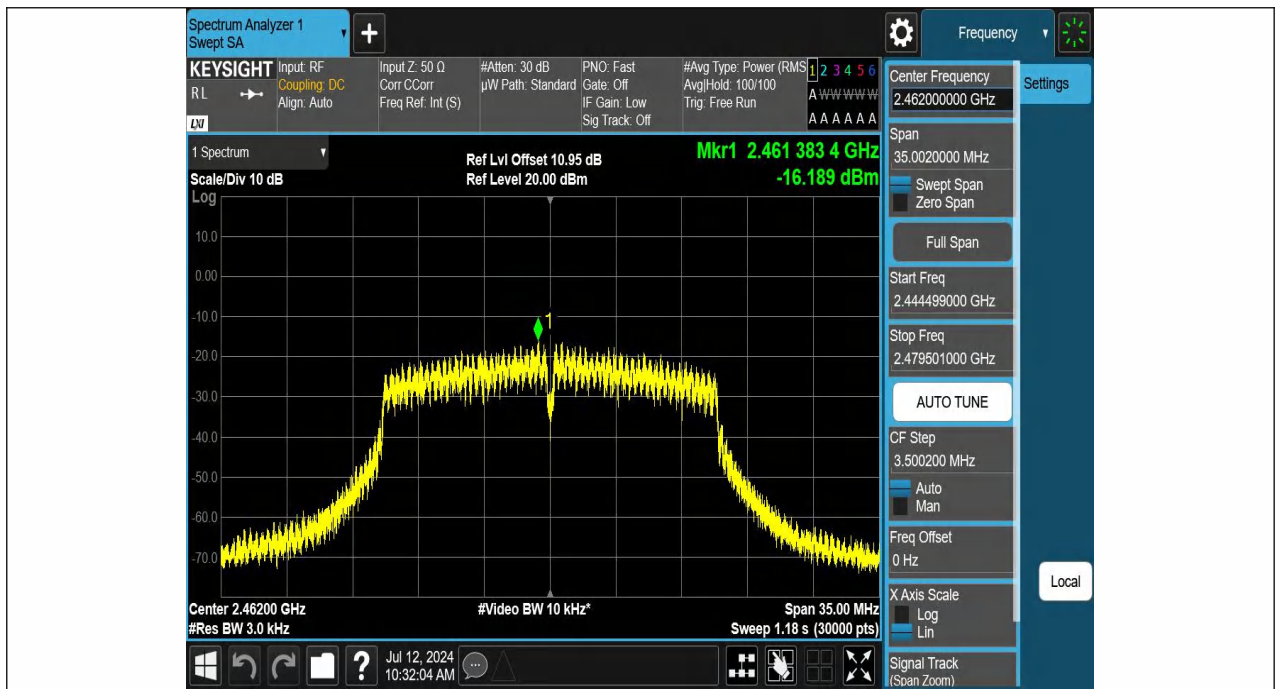 Spectrum Analyzer 1
Swept SA
+
Frequency
KEYSIGHT
RL
LXI
Input: RF
Coupling: DC
Align: Auto
Input Z: 50 Ω
Corr CCorr
Freq Ref: Int (S)
#Atten: 30 dB
µW Path: Standard
PNO: Fast
Gate: Off
IF Gain: Low
Sig Track: Off
#Avg Type: Power (RMS
Avg|Hold: 100/100
Trig: Free Run
1 2 3 4 5 6
A W W W W W
A A A A A A
1 Spectrum
Scale/Div 10 dB
Log
Ref Lvl Offset 10.95 dB
Ref Level 20.00 dBm
Mkr1 2.461 383 4 GHz
-16.189 dBm
10.0
0.00
-10.0
-20.0
-30.0
-40.0
-50.0
-60.0
-70.0
1
Center 2.46200 GHz
#Res BW 3.0 kHz
#Video BW 10 kHz*
Span 35.00 MHz
Sweep 1.18 s (30000 pts)
Center Frequency
2.462000000 GHz
Settings
Span
35.0020000 MHz
Swept Span
Zero Span
Full Span
Start Freq
2.444499000 GHz
Stop Freq
2.479501000 GHz
AUTO TUNE
CF Step
3.500200 MHz
Auto
Man
Freq Offset
0 Hz
X Axis Scale
Log
Lin
Local
Signal Track
(Span Zoom)
?
Jul 12, 2024
10:32:04 AM